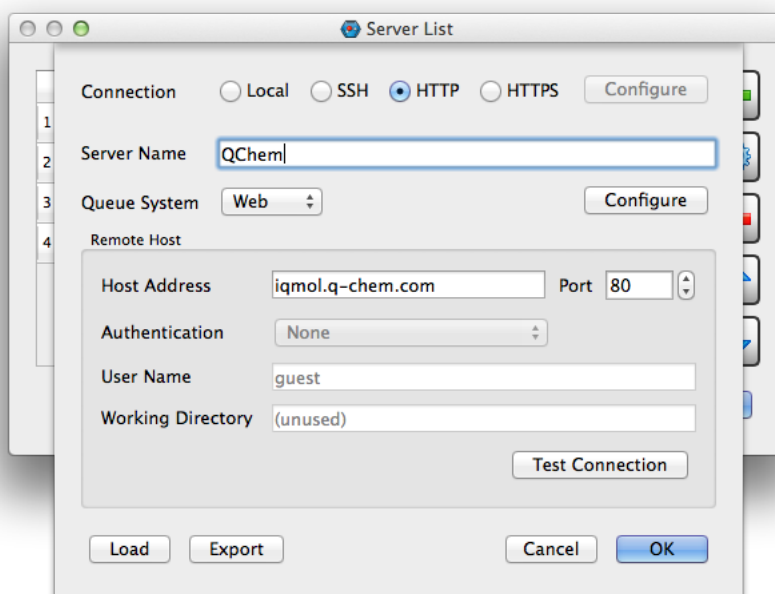 Server List
Connection Local SSH HTTP HTTPS Configure
1
Server Name QChem
2
3
Queue System Web Configure
4
Remote Host
Host Address iqmol.q-chem.com Port 80
Authentication None
User Name guest
Working Directory (unused)
Test Connection
Load Export Cancel OK